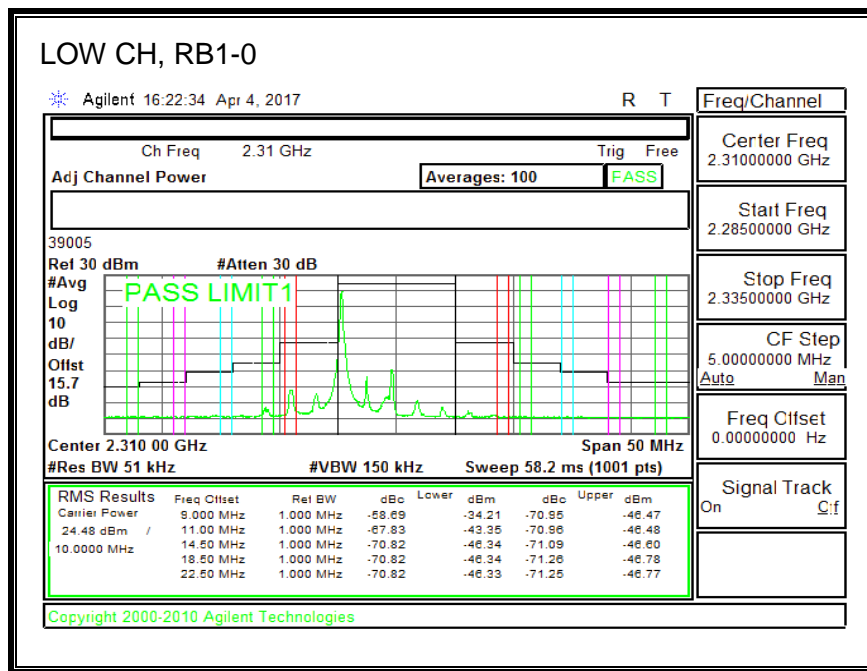 LOW CH, RB1-0
Agilent 16:22:34 Apr 4, 2017 R T
Freq/Channel
Ch Freq 2.31 GHz Trig Free
Adj Channel Power Averages: 100 PASS
Center Freq
2.31000000 GHz
Start Freq
2.28500000 GHz
Stop Freq
2.33500000 GHz
CF Step
5.00000000 MHz
Auto Man
Freq Offset
0.00000000 Hz
Signal Track
On Off
39005
Ref 30 dBm #Atten 30 dB
#Avg
Log
10
dB/
Offst
15.7
dB
PASS LIMIT1
Center 2.310 00 GHz Span 50 MHz
#Res BW 51 kHz #VBW 150 kHz Sweep 58.2 ms (1001 pts)
RMS Results Freq Offset Ref BW dBc Lower dBm dBc Upper dBm
Carrier Power 9.000 MHz 1.000 MHz -58.69 -34.21 -70.95 -46.47
24.48 dBm / 11.00 MHz 1.000 MHz -67.83 -43.35 -70.96 -46.48
10.0000 MHz 14.50 MHz 1.000 MHz -70.82 -46.34 -71.09 -46.60
18.50 MHz 1.000 MHz -70.82 -46.34 -71.26 -46.78
22.50 MHz 1.000 MHz -70.82 -46.33 -71.25 -46.77
Copyright 2000-2010 Agilent Technologies